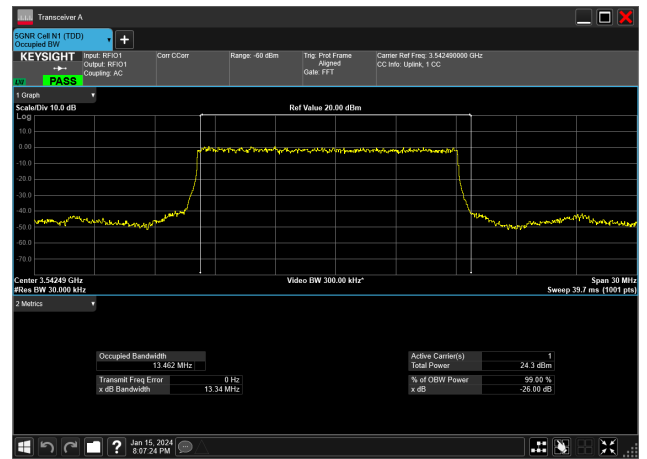 Transceiver A
5GNR Cell N1 (TDD)
Occupied BW
+
KEYSIGHT
LW
PASS
Input: RFIO1
Output: RFIO1
Coupling: AC
Corr CCorr
Range: -60 dBm
Trig: Prot Frame
Aligned
Gate: FFT
Carrier Ref Freq: 3.542490000 GHz
CC Info: Uplink, 1 CC
1 Graph
Scale/Div 10.0 dB
Ref Value 20.00 dBm
Log
10.0
0.00
-10.0
-20.0
-30.0
-40.0
-50.0
-60.0
-70.0
Center 3.54249 GHz
Video BW 300.00 kHz*
Span 30 MHz
#Res BW 30.000 kHz
Sweep 39.7 ms (1001 pts)
2 Metrics
Occupied Bandwidth
13.462 MHz
Transmit Freq Error 0 Hz
x dB Bandwidth 13.34 MHz
Active Carrier(s) 1
Total Power 24.3 dBm
% of OBW Power 99.00 %
x dB -26.00 dB
?
Jan 15, 2024
8:07:24 PM